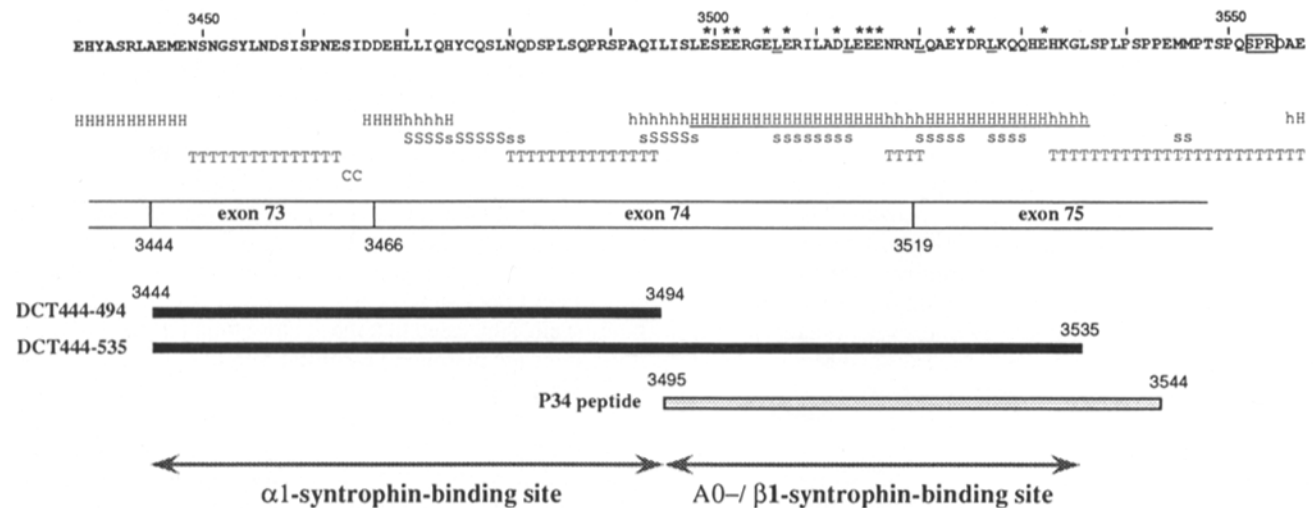 3450 3500 3550
* ** * * * *** * * *
EHYASRLAEMENSNGSYLNDSISPNESIDDEHLLIQHYCQSLNQDSPLSQPRSPAQILISLESEERGELERILADLEEENRNLQAEYDRLKQQHEHKGLSPLPSPPEMMPTSPQSPRDAE
HHHHHHHHHHH HHHHhhhhH hhhhhhHHHHHHHHHHHHHHHHHHHhhhhHHHHHHHHHHHHhhhh hH
SSSSsSSSSSss sSSSSs sSSSSSSs SSSSs SSSs ss
TTTTTTTTTTTTTTT TTTTTTTTTTTTTTT TTTT TTTTTTTTTTTTTTTTTTTTTTTTT
CC
exon 73 exon 74 exon 75
3444 3466 3519
3444 3494
DCT444-494
DCT444-535 3535
3495 3544
P34 peptide
α1-syntrophin-binding site A0–/ β1-syntrophin-binding site